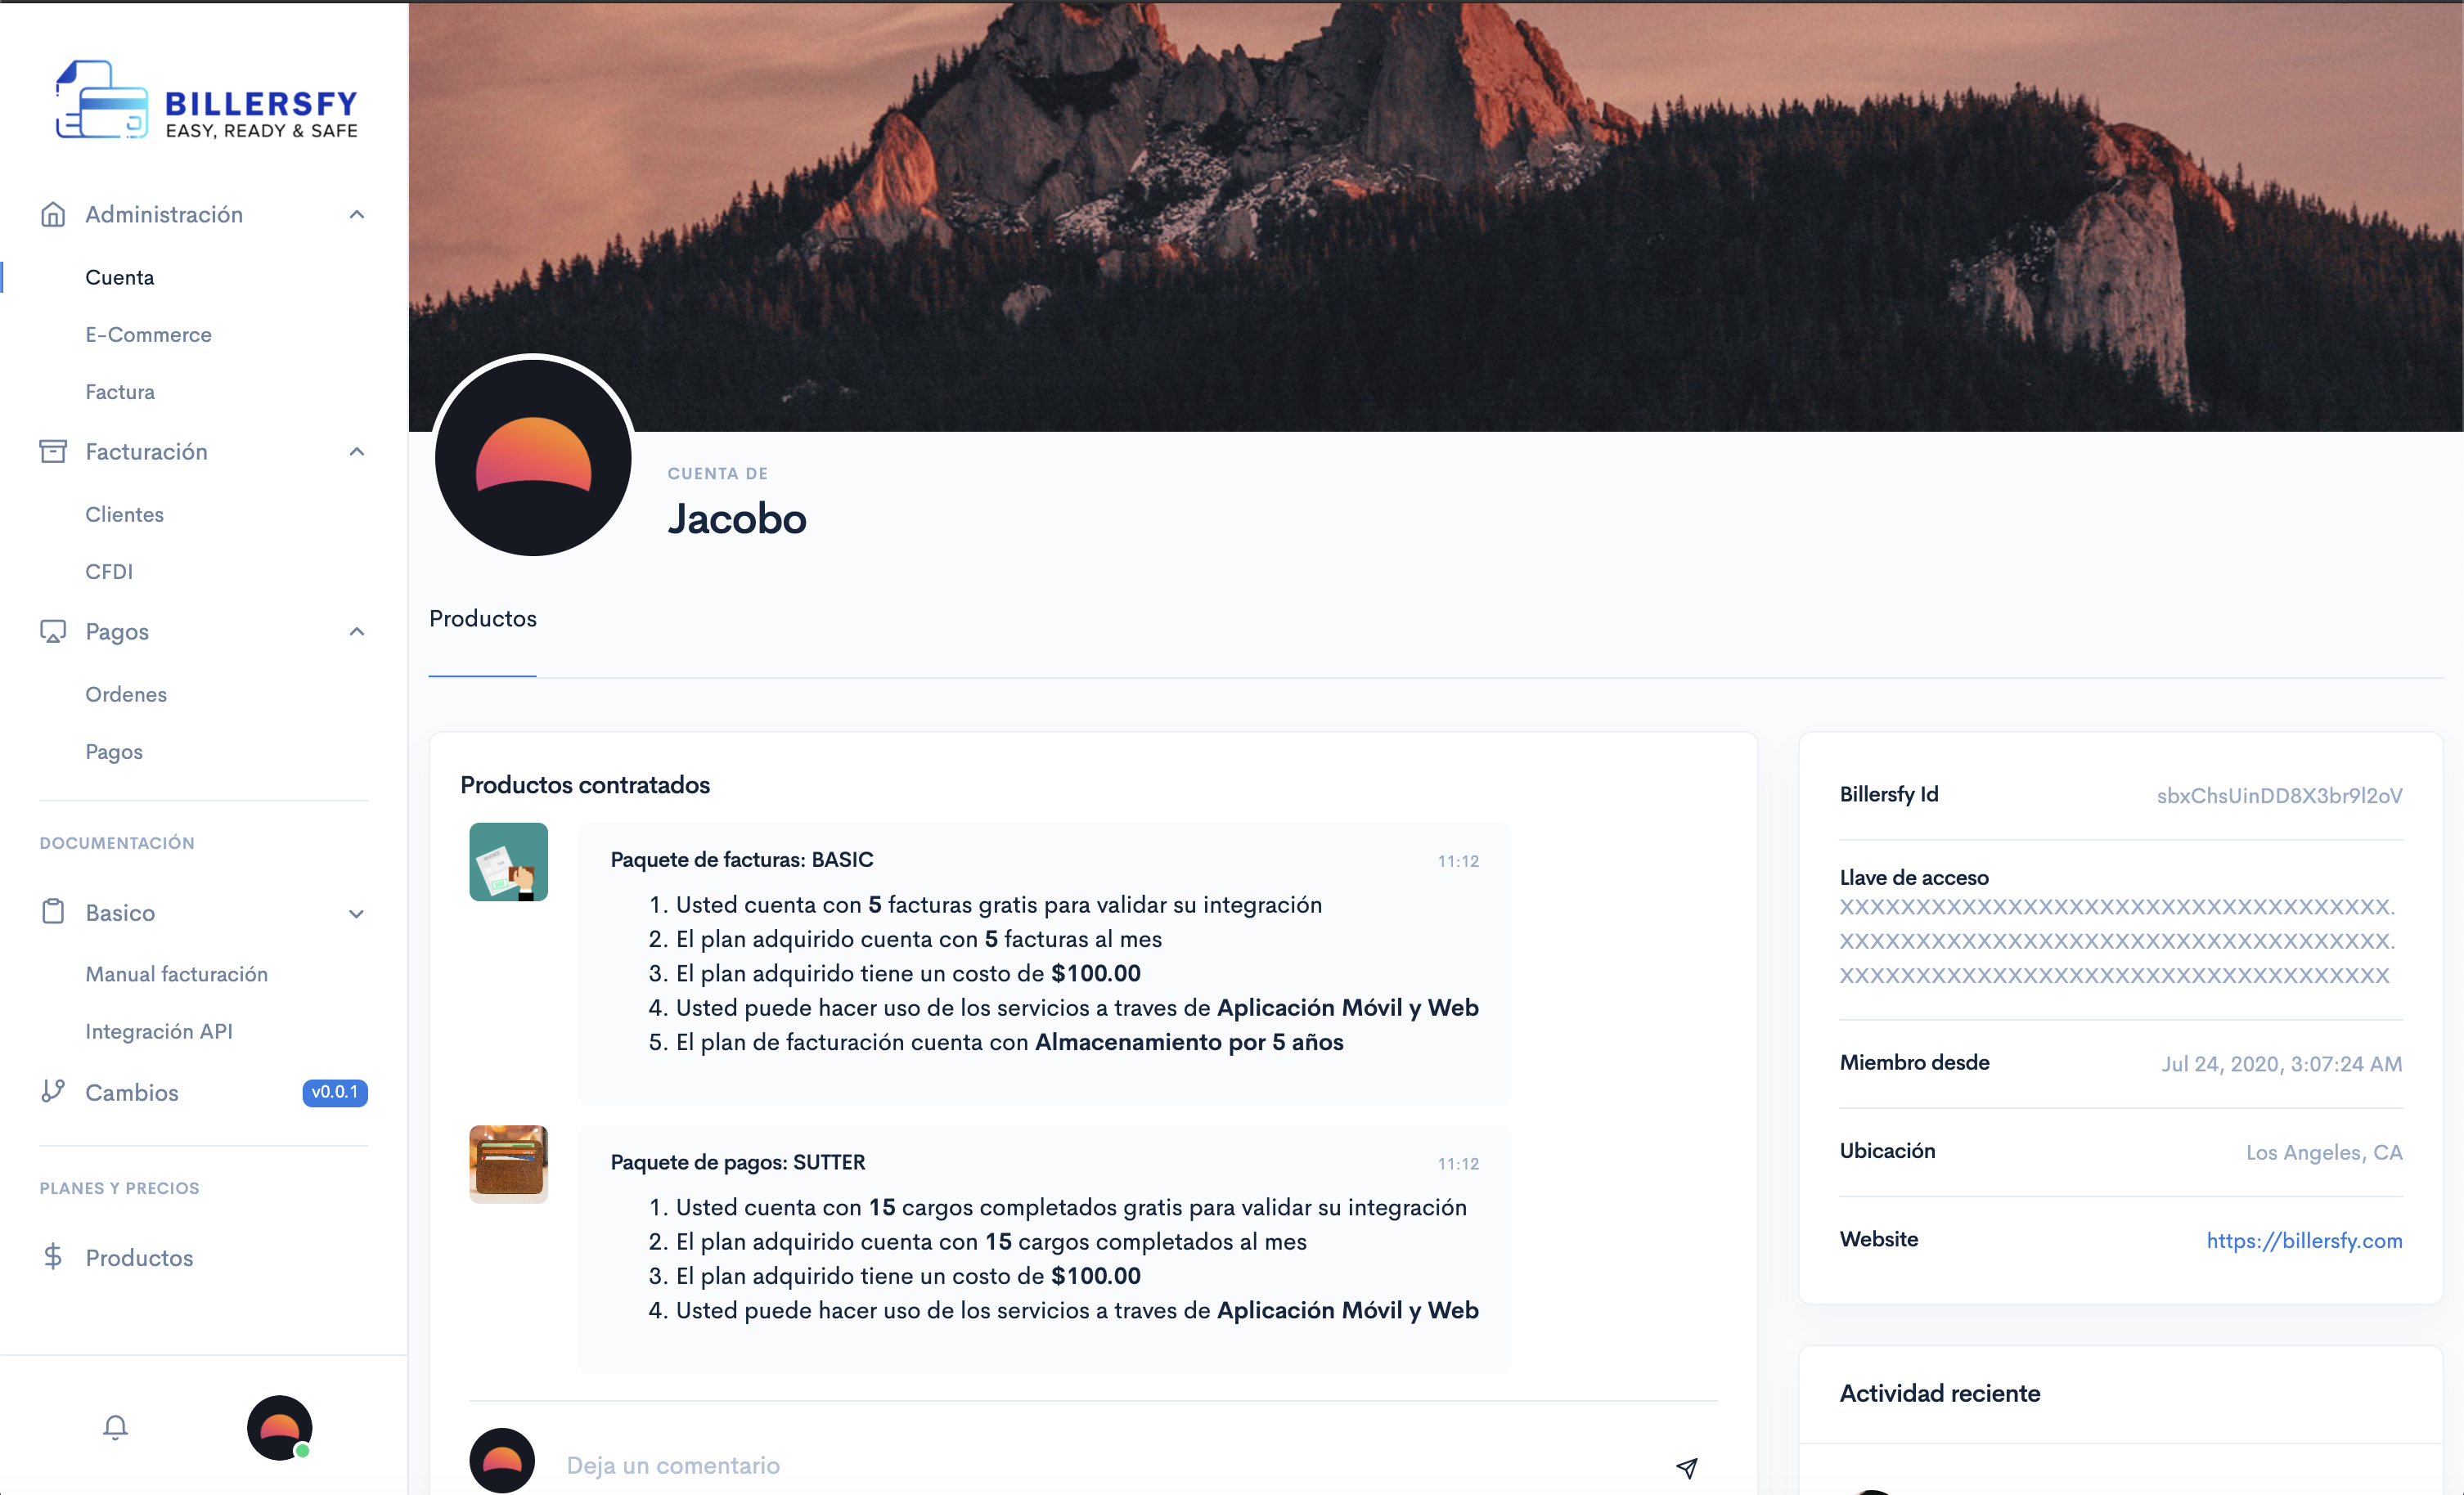 BILLERSFY
EASY, READY & SAFE
Administración
Cuenta
E-Commerce
Factura
Facturación
Clientes
CFDI
Pagos
Ordenes
Pagos
DOCUMENTACIÓN
Basico
Manual facturación
Integración API
Cambios
v0.0.1
PLANES Y PRECIOS
Productos
CUENTA DE
Jacobo
Productos
Productos contratados
Paquete de facturas: BASIC
11:12
1. Usted cuenta con 5 facturas gratis para validar su integración
2. El plan adquirido cuenta con 5 facturas al mes
3. El plan adquirido tiene un costo de $100.00
4. Usted puede hacer uso de los servicios a traves de Aplicación Móvil y Web
5. El plan de facturación cuenta con Almacenamiento por 5 años
Paquete de pagos: SUTTER
11:12
1. Usted cuenta con 15 cargos completados gratis para validar su integración
2. El plan adquirido cuenta con 15 cargos completados al mes
3. El plan adquirido tiene un costo de $100.00
4. Usted puede hacer uso de los servicios a traves de Aplicación Móvil y Web
Deja un comentario
Billersfy Id
sbxChsUinDD8X3br9l2oV
Llave de acceso
XXXXXXXXXXXXXXXXXXXXXXXXXXXXXXXXXXXX.
XXXXXXXXXXXXXXXXXXXXXXXXXXXXXXXXXXXX.
XXXXXXXXXXXXXXXXXXXXXXXXXXXXXXXXXXXX
Miembro desde
Jul 24, 2020, 3:07:24 AM
Ubicación
Los Angeles, CA
Website
https://billersfy.com
Actividad reciente